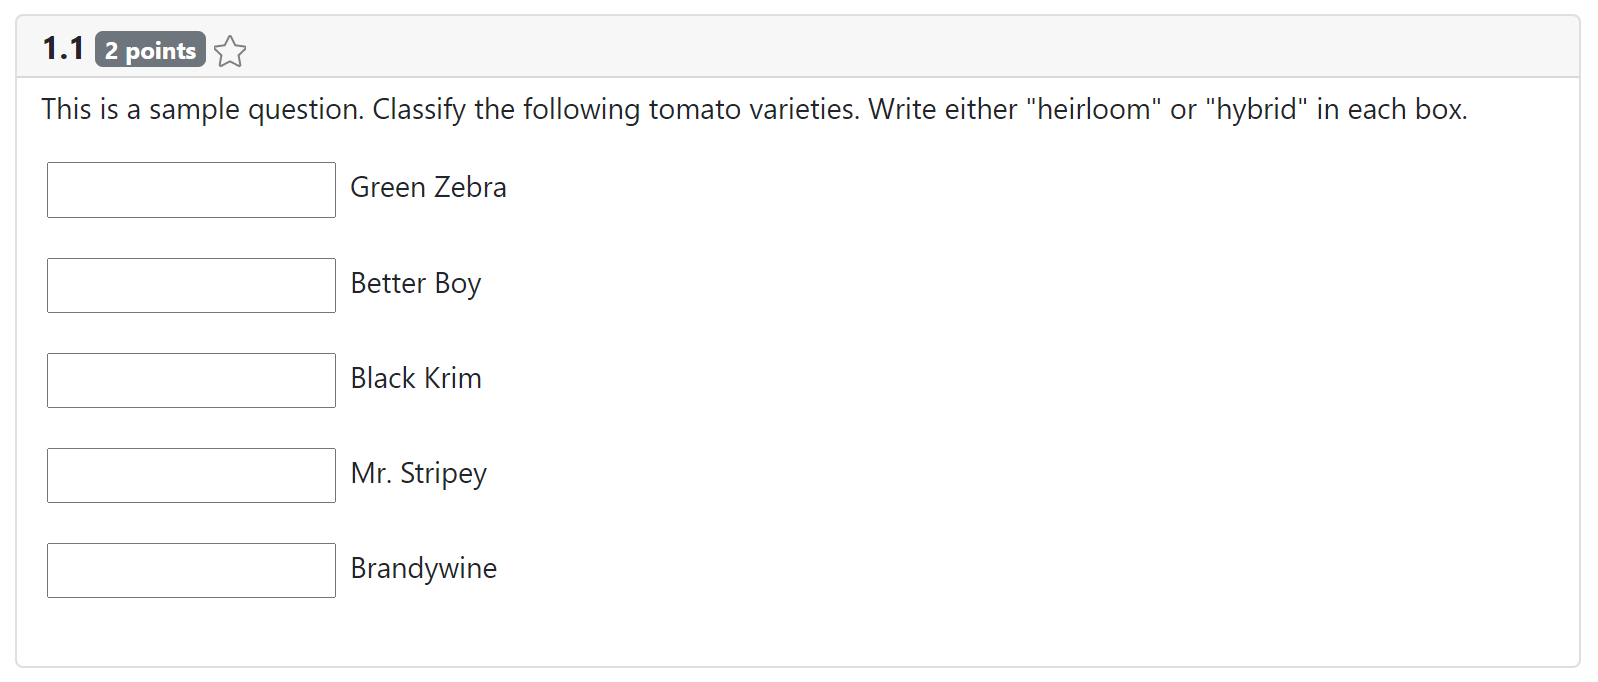 1.1 2 points
This is a sample question. Classify the following tomato varieties. Write either "heirloom" or "hybrid" in each box.
Green Zebra
Better Boy
Black Krim
Mr. Stripey
Brandywine